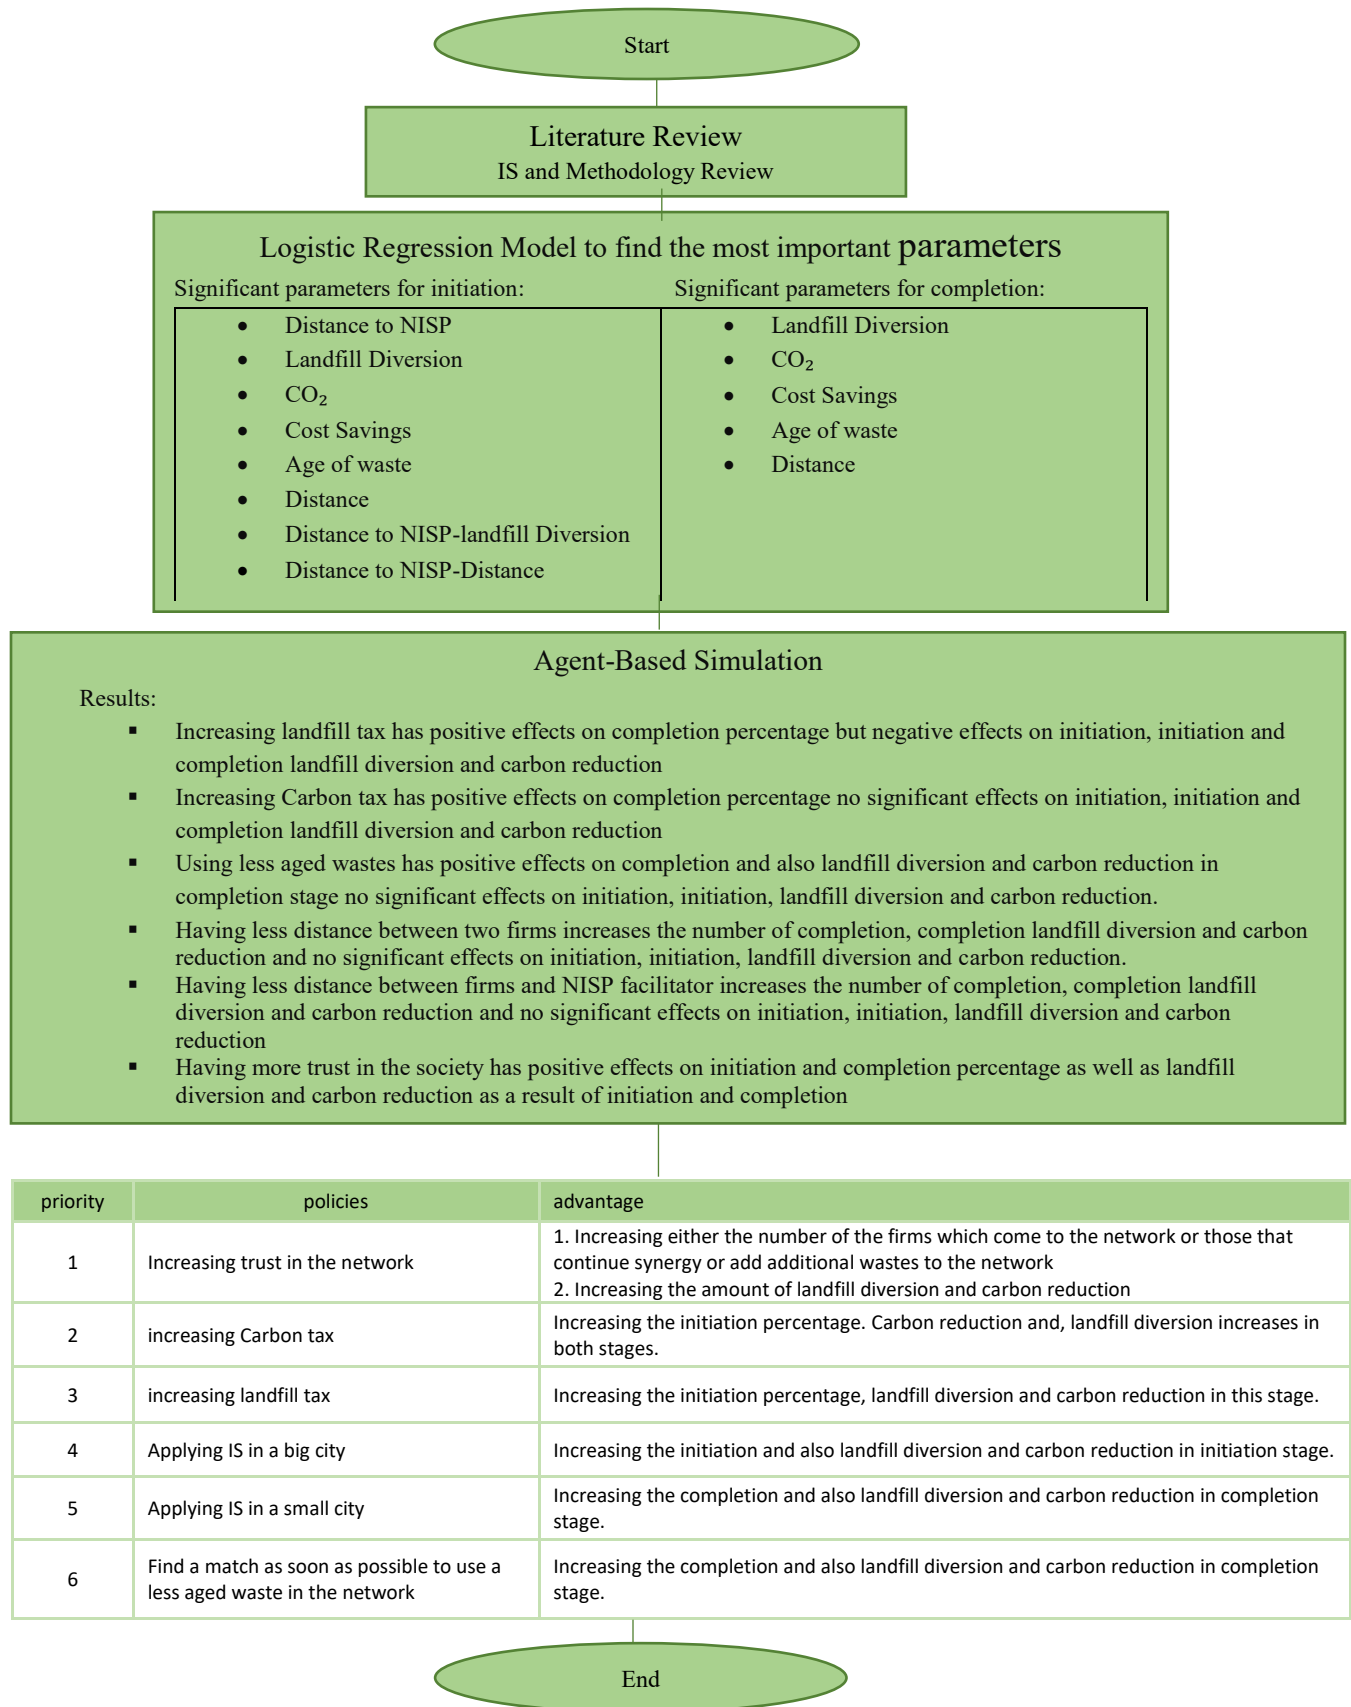 Start
Literature Review
IS and Methodology Review
Logistic Regression Model to find the most important parameters
Significant parameters for initiation:
• Distance to NISP
• Landfill Diversion
• CO₂
• Cost Savings
• Age of waste
• Distance
• Distance to NISP-landfill Diversion
• Distance to NISP-Distance
Significant parameters for completion:
• Landfill Diversion
• CO₂
• Cost Savings
• Age of waste
• Distance
Agent-Based Simulation
Results:
▪ Increasing landfill tax has positive effects on completion percentage but negative effects on initiation, initiation and
completion landfill diversion and carbon reduction
▪ Increasing Carbon tax has positive effects on completion percentage no significant effects on initiation, initiation and
completion landfill diversion and carbon reduction
▪ Using less aged wastes has positive effects on completion and also landfill diversion and carbon reduction in
completion stage no significant effects on initiation, initiation, landfill diversion and carbon reduction.
▪ Having less distance between two firms increases the number of completion, completion landfill diversion and carbon
reduction and no significant effects on initiation, initiation, landfill diversion and carbon reduction.
▪ Having less distance between firms and NISP facilitator increases the number of completion, completion landfill
diversion and carbon reduction and no significant effects on initiation, initiation, landfill diversion and carbon
reduction
▪ Having more trust in the society has positive effects on initiation and completion percentage as well as landfill
diversion and carbon reduction as a result of initiation and completion
priority policies advantage
1 Increasing trust in the network
1. Increasing either the number of the firms which come to the network or those that
continue synergy or add additional wastes to the network
2. Increasing the amount of landfill diversion and carbon reduction
2 increasing Carbon tax
Increasing the initiation percentage. Carbon reduction and, landfill diversion increases in
both stages.
3 increasing landfill tax Increasing the initiation percentage, landfill diversion and carbon reduction in this stage.
4 Applying IS in a big city Increasing the initiation and also landfill diversion and carbon reduction in initiation stage.
5 Applying IS in a small city
Increasing the completion and also landfill diversion and carbon reduction in completion
stage.
6
Find a match as soon as possible to use a
less aged waste in the network
Increasing the completion and also landfill diversion and carbon reduction in completion
stage.
End